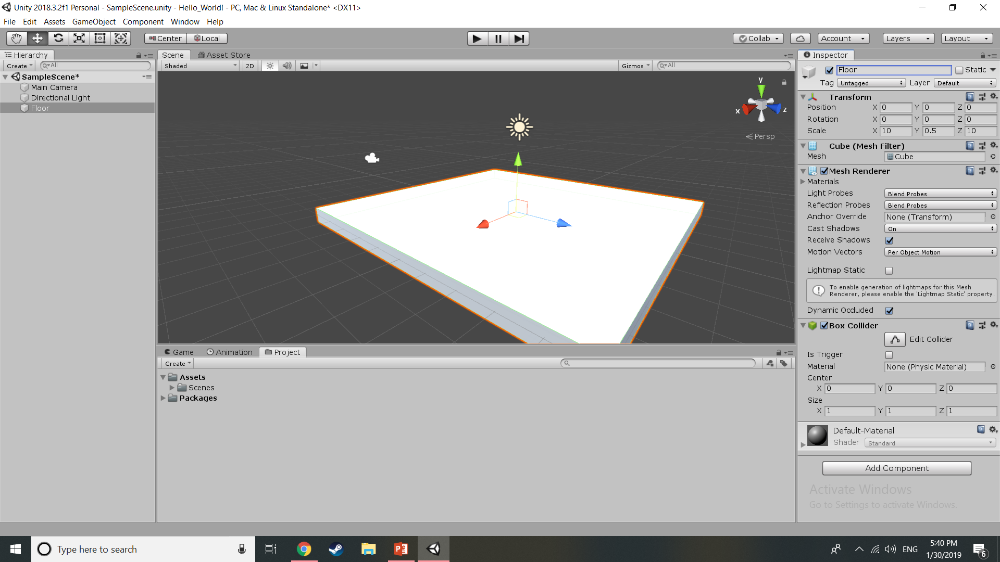 Unity 2018.3.2f1 Personal - SampleScene.unity - Hello_World! - PC, Mac & Linux Standalone* <DX11>
File Edit Assets GameObject Component Window Help
Center Local Collab Account Layers Layout
Hierarchy
Create All
SampleScene*
Main Camera
Directional Light
Floor
Scene Asset Store
Shaded 2D Gizmos All
y
x z
Persp
Game Animation Project
Create
Assets
Scenes
Packages
Inspector
Floor Static
Tag Untagged Layer Default
Transform
Position X 0 Y 0 Z 0
Rotation X 0 Y 0 Z 0
Scale X 10 Y 0.5 Z 10
Cube (Mesh Filter)
Mesh Cube
Mesh Renderer
Materials
Light Probes Blend Probes
Reflection Probes Blend Probes
Anchor Override None (Transform)
Cast Shadows On
Receive Shadows
Motion Vectors Per Object Motion
Lightmap Static
To enable generation of lightmaps for this Mesh
Renderer, please enable the 'Lightmap Static' property.
Dynamic Occluded
Box Collider
Edit Collider
Is Trigger
Material None (Physic Material)
Center
X 0 Y 0 Z 0
Size
X 1 Y 1 Z 1
Default-Material
Shader Standard
Add Component
Activate Windows
Go to Settings to activate Windows.
Type here to search
ENG
5:40 PM
1/30/2019
6